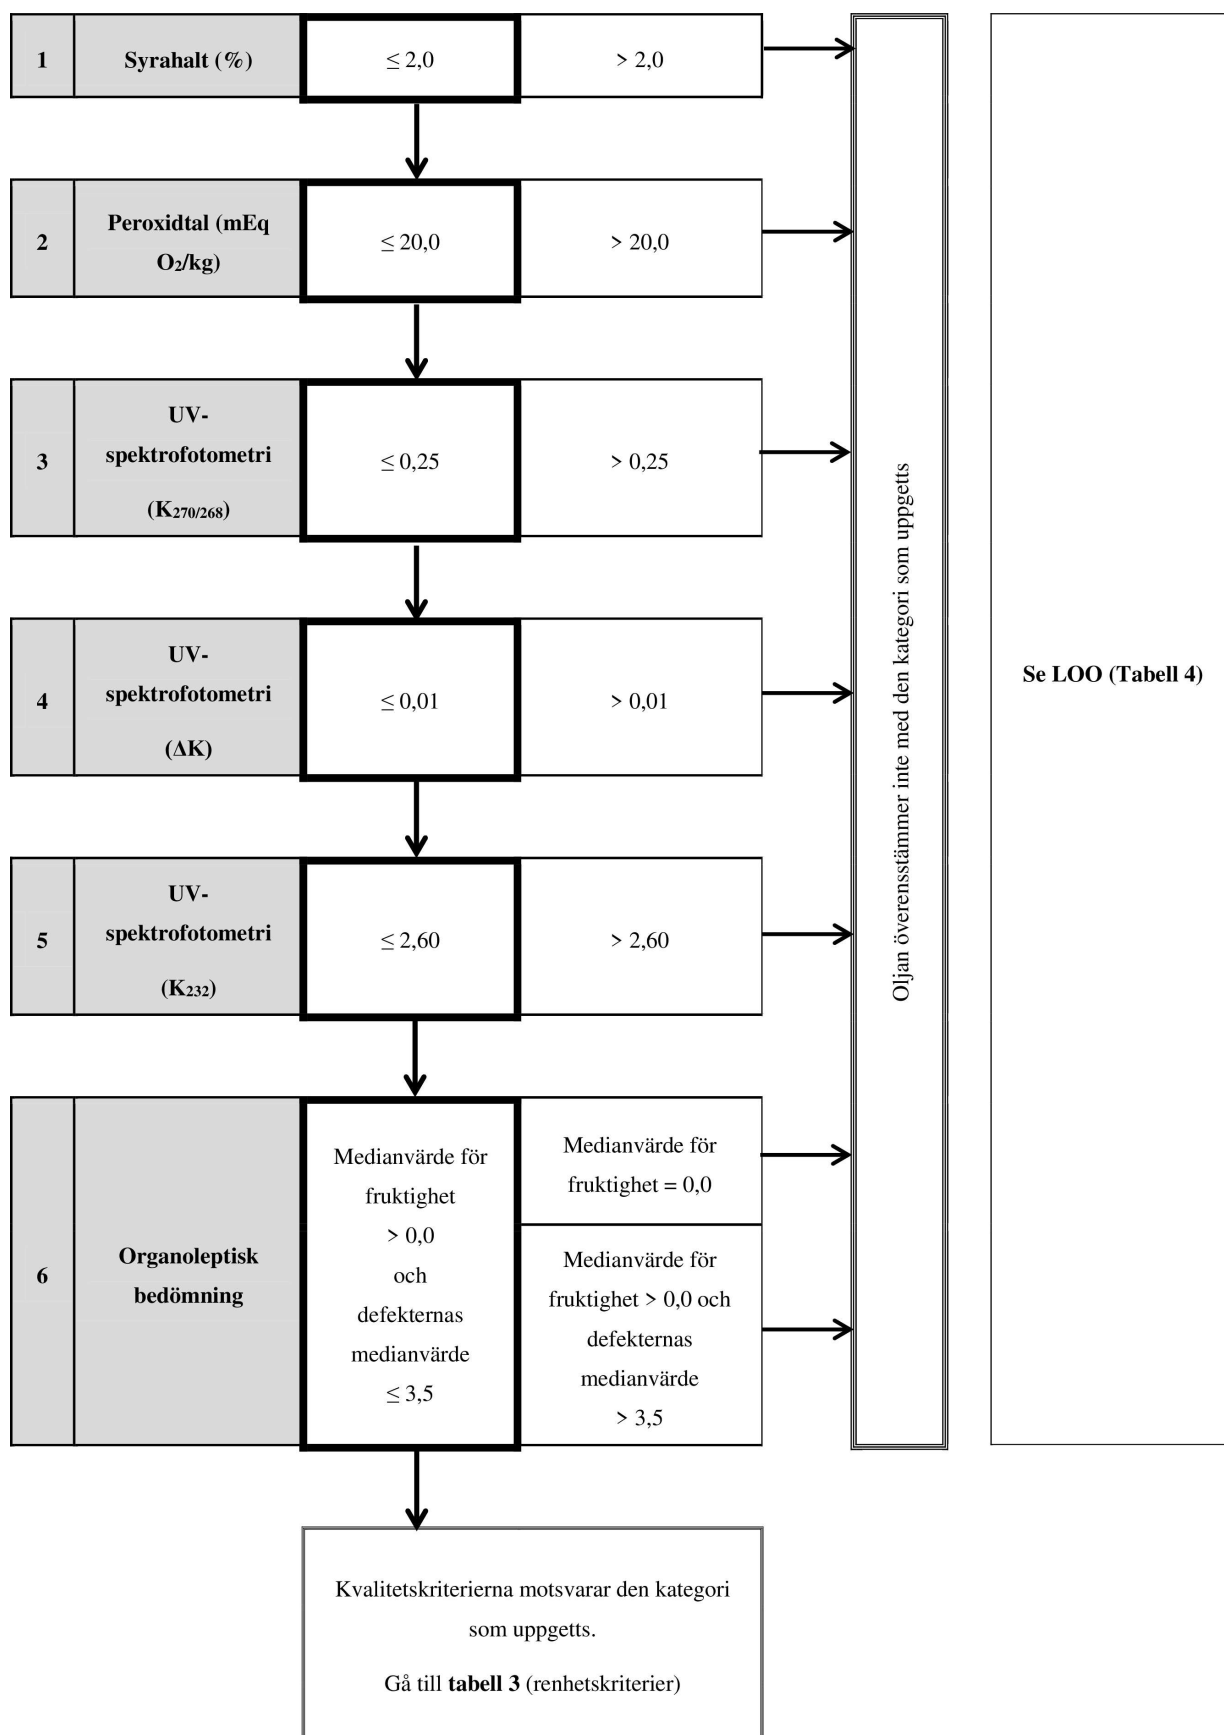 1 Syrahalt (%) ≤ 2,0 > 2,0
2 Peroxidtal (mEq
O₂/kg) ≤ 20,0 > 20,0
3 UV-
spektrofotometri
(K₂₇₀/₂₆₈) ≤ 0,25 > 0,25
4 UV-
spektrofotometri
(ΔK) ≤ 0,01 > 0,01
5 UV-
spektrofotometri
(K₂₃₂) ≤ 2,60 > 2,60
6 Organoleptisk
bedömning
Medianvärde för
fruktighet
> 0,0
och
defekternas
medianvärde
≤ 3,5
Medianvärde för
fruktighet = 0,0
Medianvärde för
fruktighet > 0,0 och
defekternas
medianvärde
> 3,5
Oljan överensstämmer inte med den kategori som uppgetts
Se LOO (Tabell 4)
Kvalitetskriterierna motsvarar den kategori
som uppgetts.
Gå till tabell 3 (renhetskriterier)